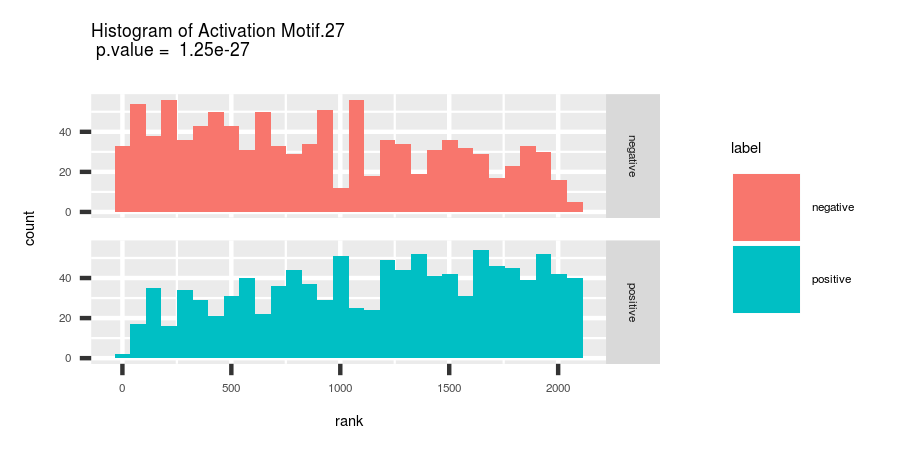 Histogram of Activation Motif.27
p.value = 1.25e-27
count
40
20
0
negative
40
20
0
positive
0 500 1000 1500 2000
rank
label
negative
positive